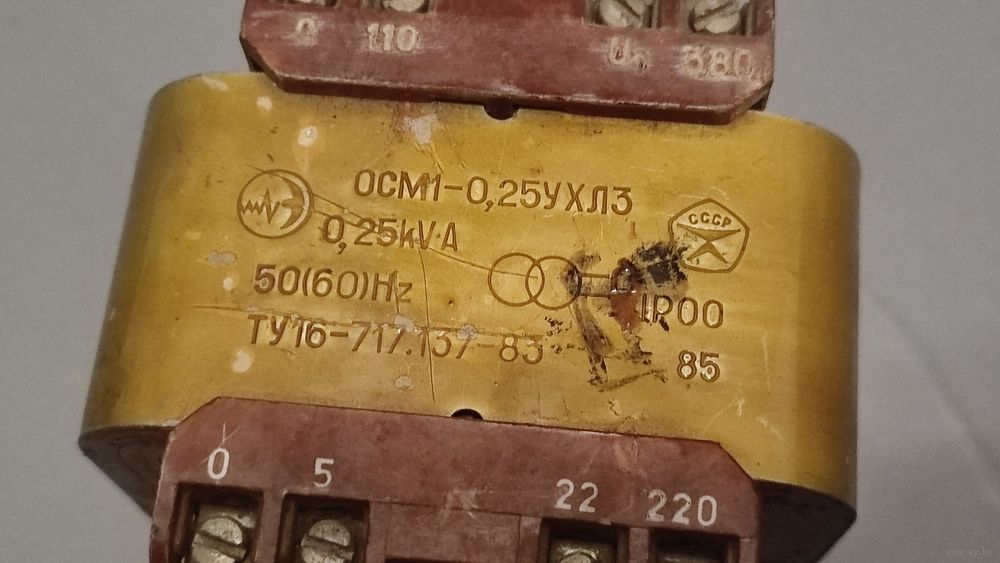 0 110 Uп 380
ОСМ1-0,25УХЛ3
0,25kV·A
СССР
50(60)Hz
IP00
ТУ16-717.137-83
85
0 5 22 220